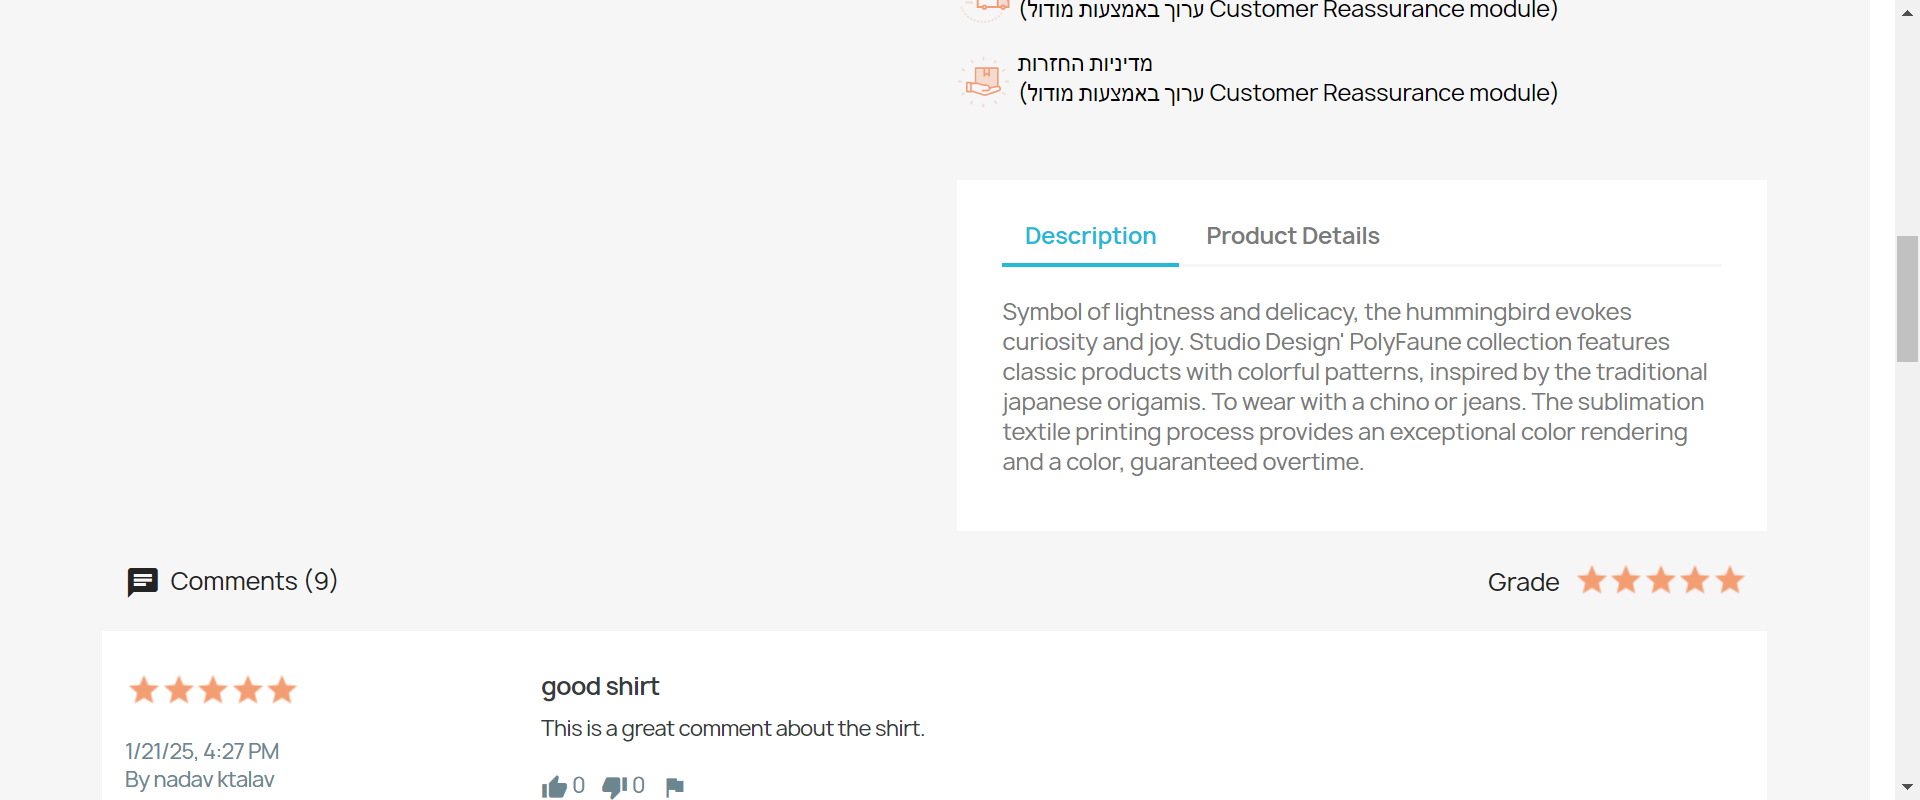 (ערוך באמצעות מודול Customer Reassurance module)
מדיניות החזרות
(ערוך באמצעות מודול Customer Reassurance module)
Description Product Details
Symbol of lightness and delicacy, the hummingbird evokes
curiosity and joy. Studio Design' PolyFaune collection features
classic products with colorful patterns, inspired by the traditional
japanese origamis. To wear with a chino or jeans. The sublimation
textile printing process provides an exceptional color rendering
and a color, guaranteed overtime.
Comments (9)
Grade
good shirt
This is a great comment about the shirt.
1/21/25, 4:27 PM
By nadav ktalav
0 0